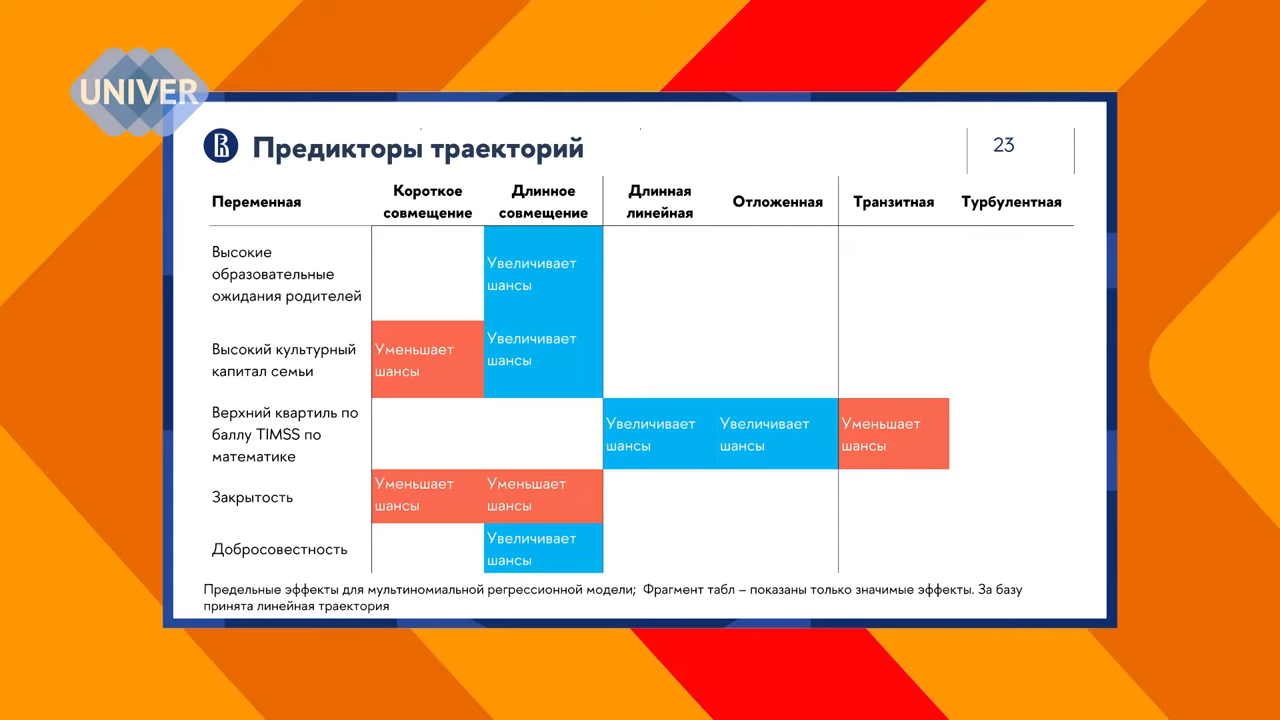 UNIVER
Предикторы траекторий
23
Переменная
Короткое
совмещение
Длинное
совмещение
Длинная
линейная
Отложенная
Транзитная
Турбулентная
Высокие
образовательные
ожидания родителей
Увеличивает
шансы
Высокий культурный
капитал семьи
Уменьшает
шансы
Увеличивает
шансы
Верхний квартиль по
баллу TIMSS по
математике
Увеличивает
шансы
Увеличивает
шансы
Уменьшает
шансы
Закрытость
Уменьшает
шансы
Уменьшает
шансы
Добросовестность
Увеличивает
шансы
Предельные эффекты для мультиномиальной регрессионной модели; Фрагмент табл – показаны только значимые эффекты. За базу
принята линейная траектория